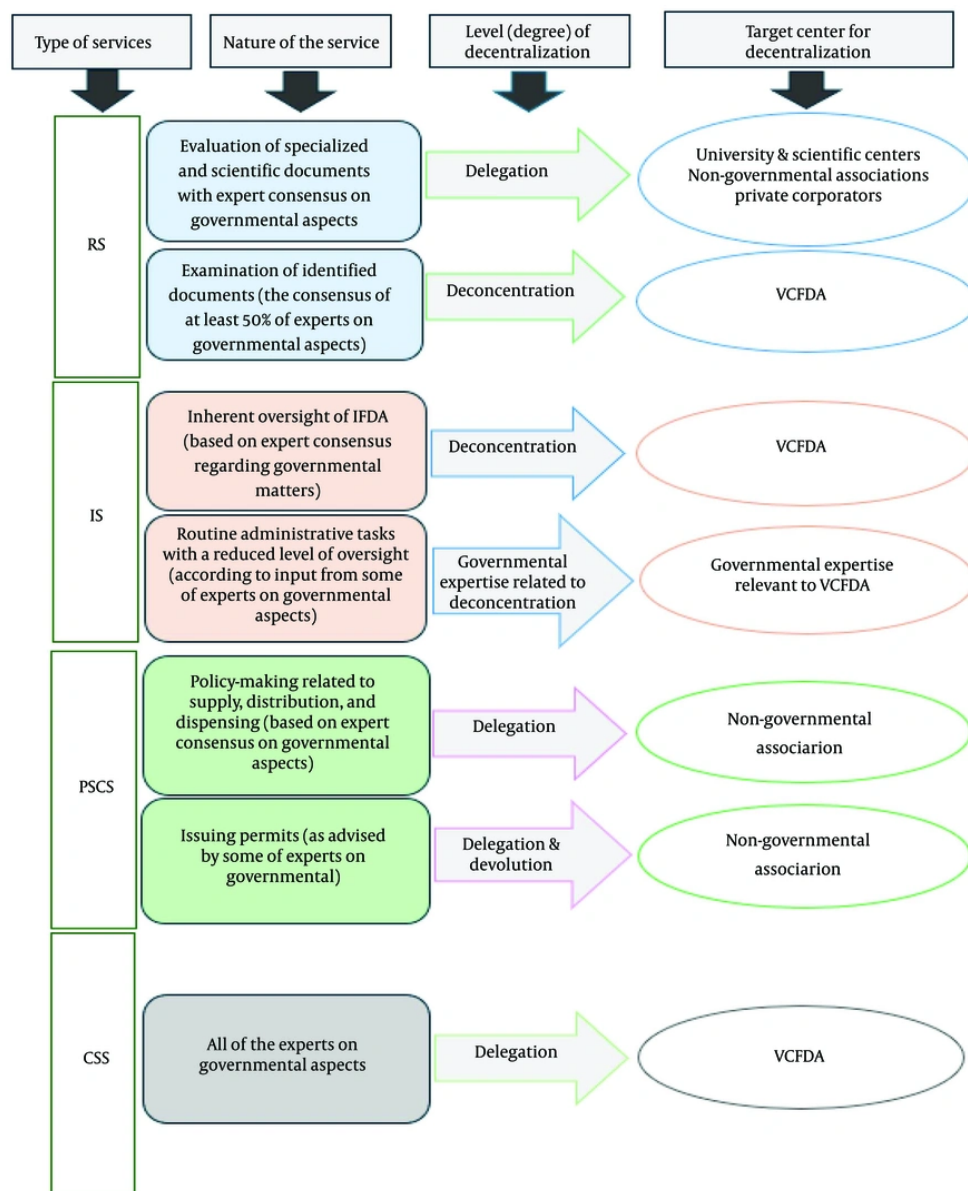 Type of services
Nature of the service
Level (degree) of
decentralization
Target center for
decentralization
RS
Evaluation of specialized
and scientific documents
with expert consensus on
governmental aspects
Delegation
University & scientific centers
Non-governmental associations
private corporators
Examination of identified
documents (the consensus of
at least 50% of experts on
governmental aspects)
Deconcentration
VCFDA
IS
Inherent oversight of IFDA
(based on expert consensus
regarding governmental
matters)
Deconcentration
VCFDA
Routine administrative tasks
with a reduced level of oversight
(according to input from some
of experts on governmental
aspects)
Governmental
expertise related to
deconcentration
Governmental expertise
relevant to VCFDA
PSCS
Policy-making related to
supply, distribution, and
dispensing (based on expert
consensus on governmental
aspects)
Delegation
Non-governmental
associarion
Issuing permits (as advised
by some of experts on
governmental)
Delegation &
devolution
Non-governmental
associarion
CSS
All of the experts on
governmental aspects
Delegation
VCFDA